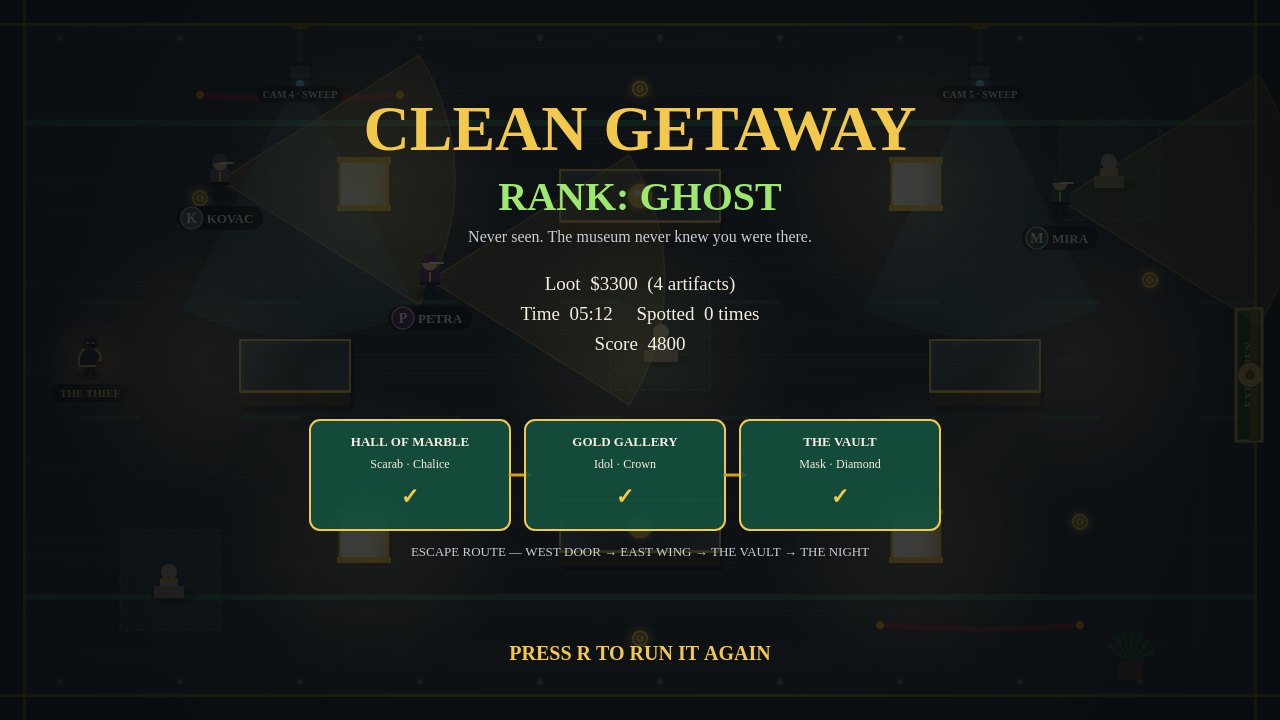 CAM 4 · SWEEP
CAM 5 · SWEEP
CLEAN GETAWAY
RANK: GHOST
K KOVAC
Never seen. The museum never knew you were there.
M MIRA
Loot $3300 (4 artifacts)
Time 05:12 Spotted 0 times
P PETRA
Score 4800
THE THIEF
HALL OF MARBLE
Scarab · Chalice
✓
GOLD GALLERY
Idol · Crown
✓
THE VAULT
Mask · Diamond
✓
ESCAPE ROUTE — WEST DOOR → EAST WING → THE VAULT → THE NIGHT
PRESS R TO RUN IT AGAIN